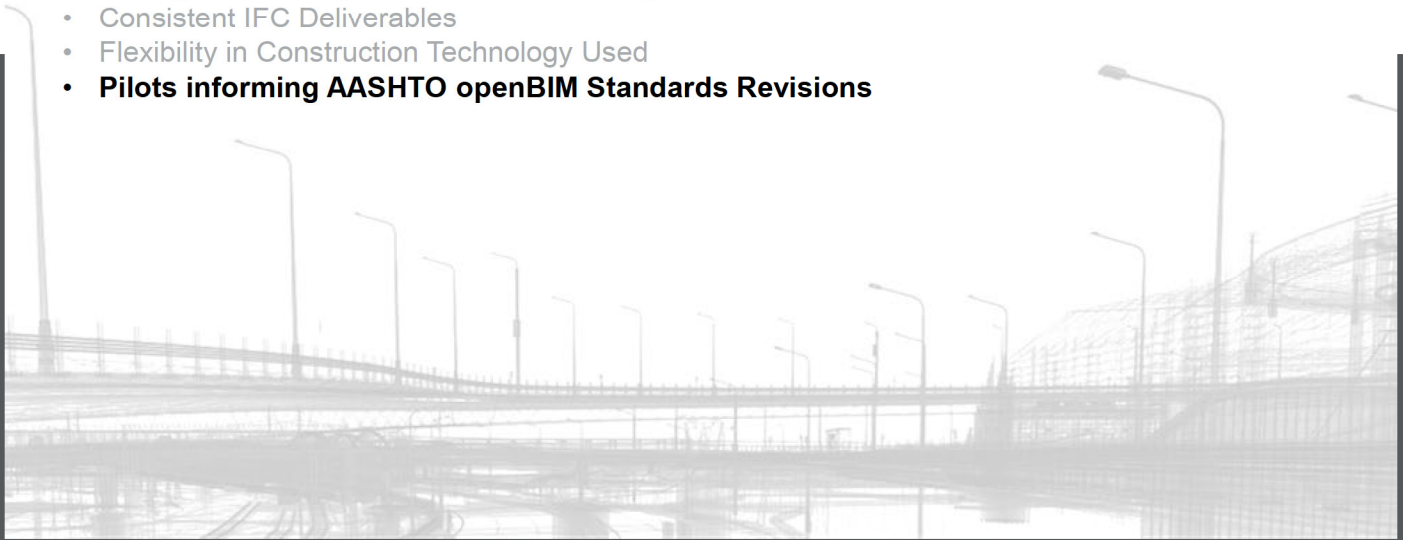 • Consistent IFC Deliverables
• Flexibility in Construction Technology Used
• Pilots informing AASHTO openBIM Standards Revisions